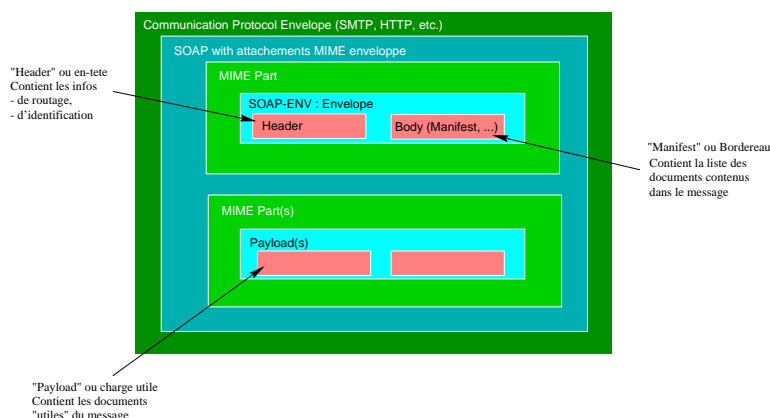 Communication Protocol Envelope (SMTP, HTTP, etc.)
SOAP with attachements MIME enveloppe
MIME Part
"Header" ou en-tete
Contient les infos
- de routage,
- d'identification
SOAP-ENV : Envelope
Header
Body (Manifest, ...)
"Manifest" ou Bordereau
Contient la liste des
documents contenus
dans le message
MIME Part(s)
Payload(s)
"Payload" ou charge utile
Contient les documents
"utiles" du message